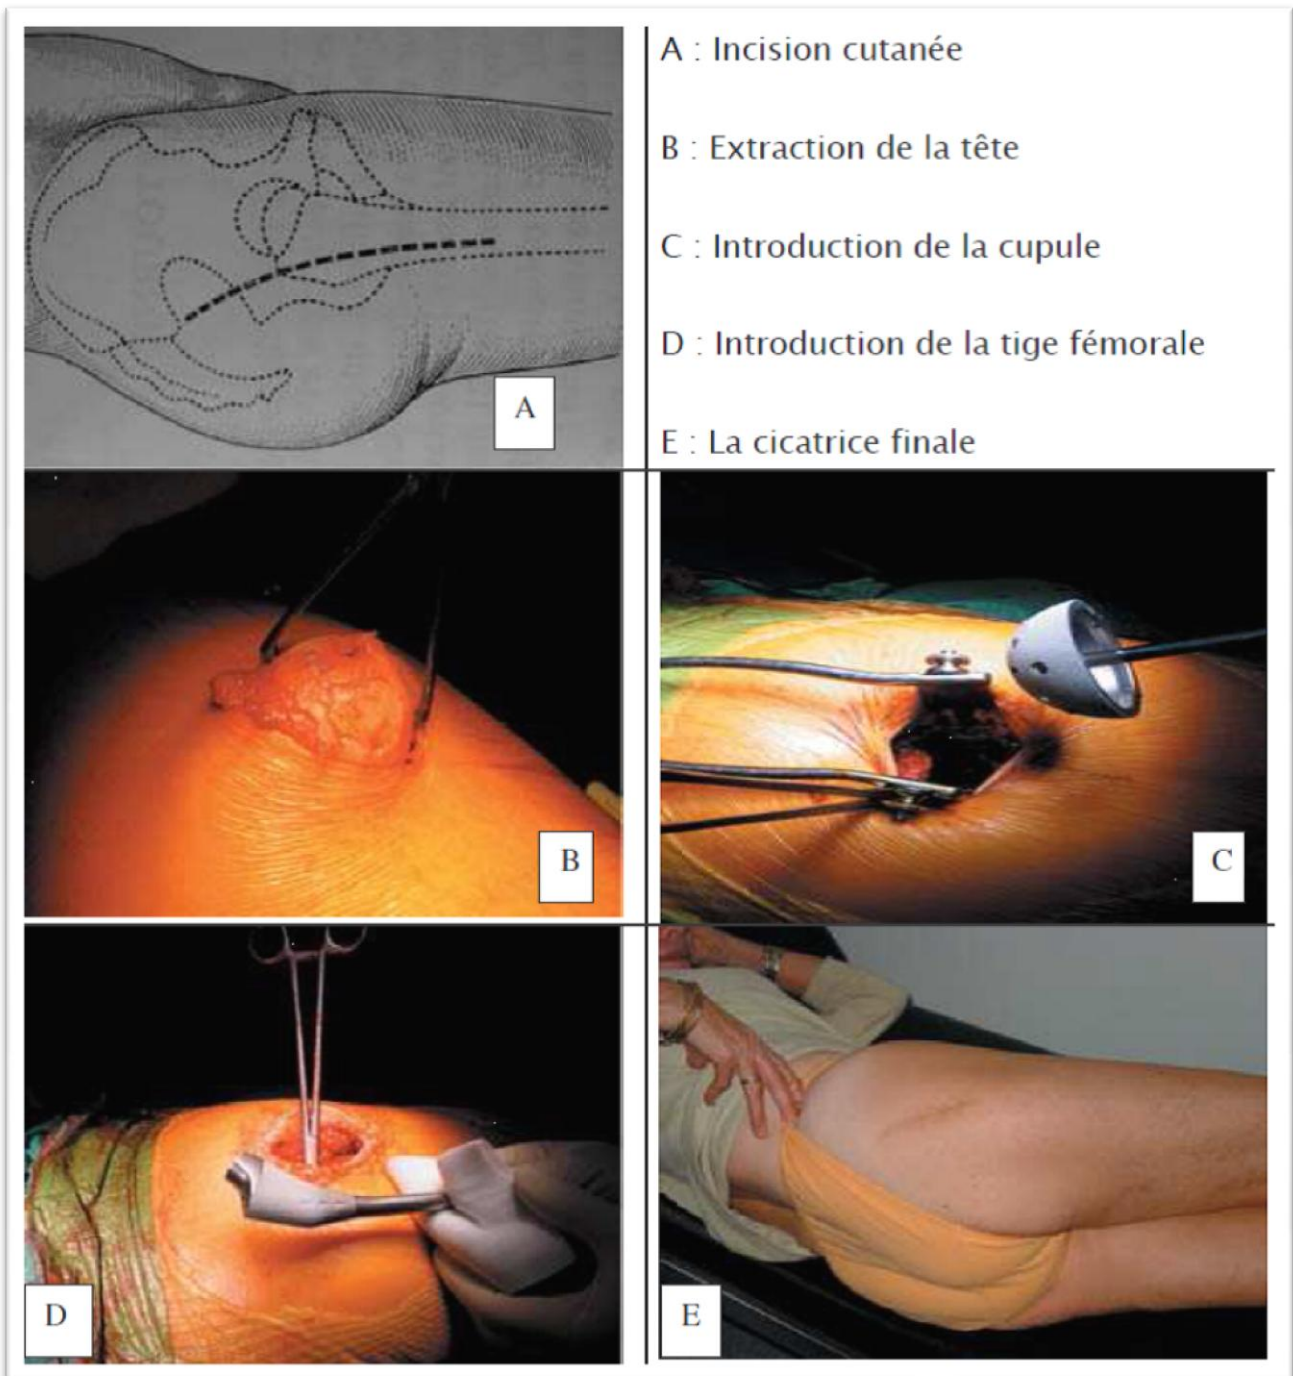 A : Incision cutanée
B : Extraction de la tête
C : Introduction de la cupule
D : Introduction de la tige fémorale
E : La cicatrice finale
A
B
C
D
E